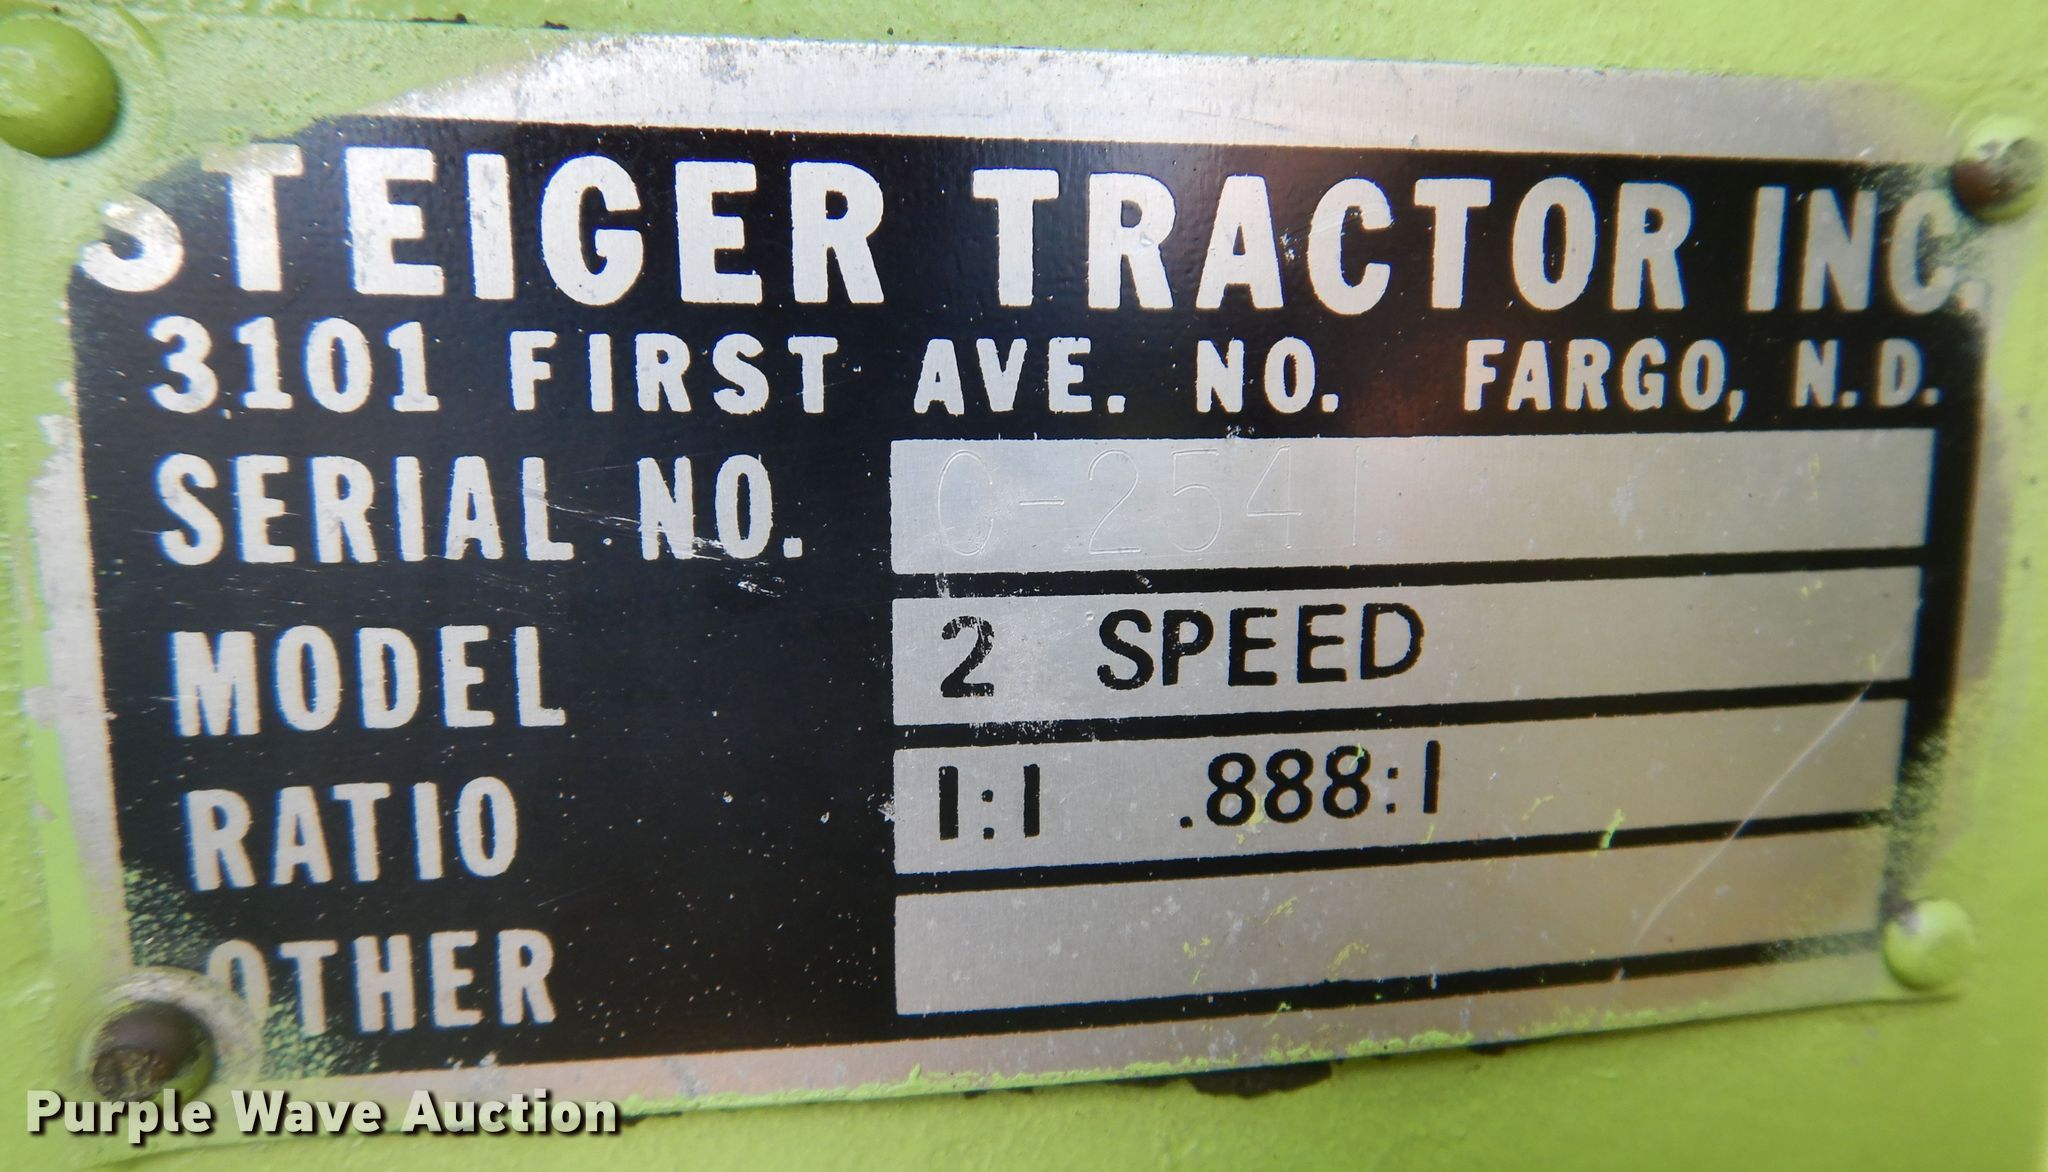 STEIGER TRACTOR INC.
3101 FIRST AVE. NO. FARGO, N.D.
SERIAL NO. C-2541
MODEL 2 SPEED
RATIO 1:1 .888:1
OTHER
Purple Wave Auction